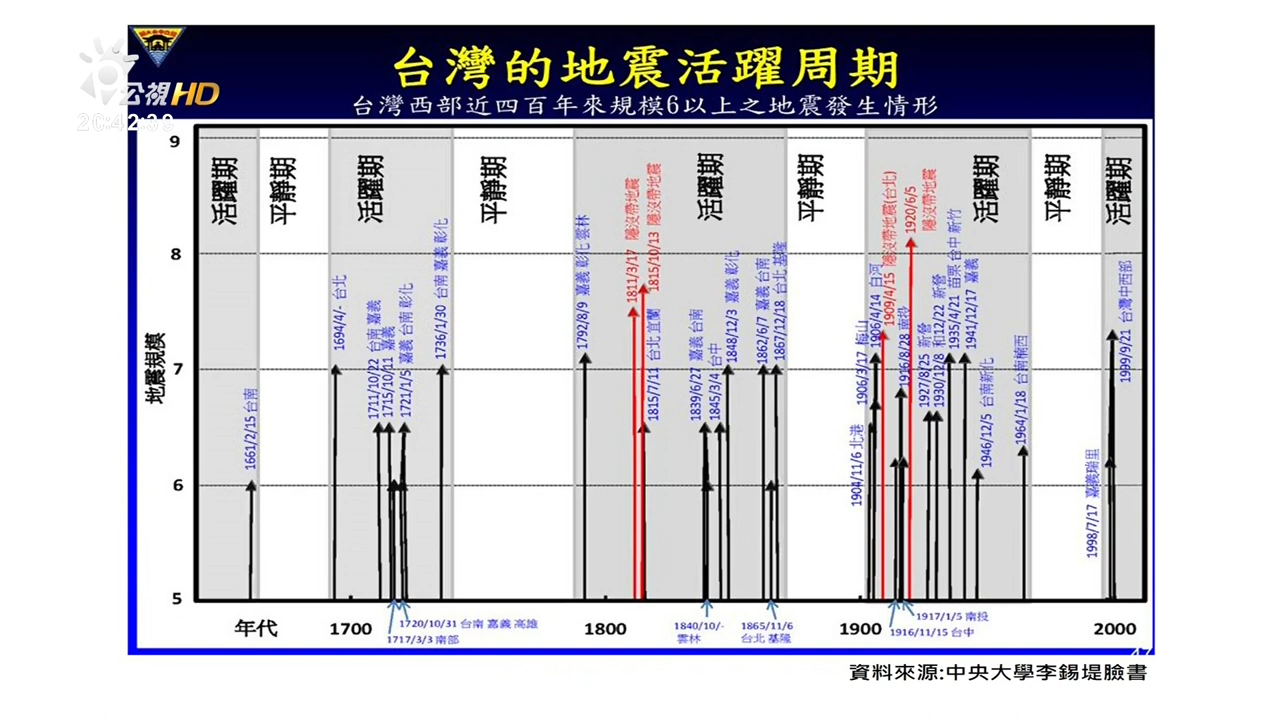 公視HD
20:42:39
台灣的地震活躍周期
台灣西部近四百年來規模6以上之地震發生情形
地震規模
9
8
7
6
5
活躍期
平靜期
活躍期
平靜期
活躍期
平靜期
活躍期
平靜期
活躍期
1661/2/15 台南
1694/4/- 台北
1711/10/22 台南 嘉義
1715/10/11 嘉義
1721/1/5 嘉義 台南 彰化
1736/1/30 台南 嘉義 彰化
1792/8/9 嘉義 彰化 雲林
1811/3/17 隱沒帶地震
1815/10/13 隱沒帶地震
1815/7/11 台北 宜蘭
1839/6/27 嘉義 台南
1845/3/4 台中
1848/12/3 嘉義 彰化
1862/6/7 嘉義 台南
1867/12/18 台北 基隆
1904/11/6 北港
1906/3/17 梅山
1906/4/14 白河
1909/4/15 隱沒帶地震(台北)
1916/8/28 南投
1920/6/5
隱沒帶地震
1927/8/25 新營
1930/12/8 和12/22 新營
1935/4/21 苗栗 台中 新竹
1941/12/17 嘉義
1946/12/5 台南新化
1964/1/18 台南楠西
1998/7/17 嘉義瑞里
1999/9/21 台灣中西部
年代
1700
1800
1900
2000
1720/10/31 台南 嘉義 高雄
1717/3/3 南部
1840/10/-
雲林
1865/11/6
台北 基隆
1917/1/5 南投
1916/11/15 台中
47
資料來源:中央大學李錫堤臉書